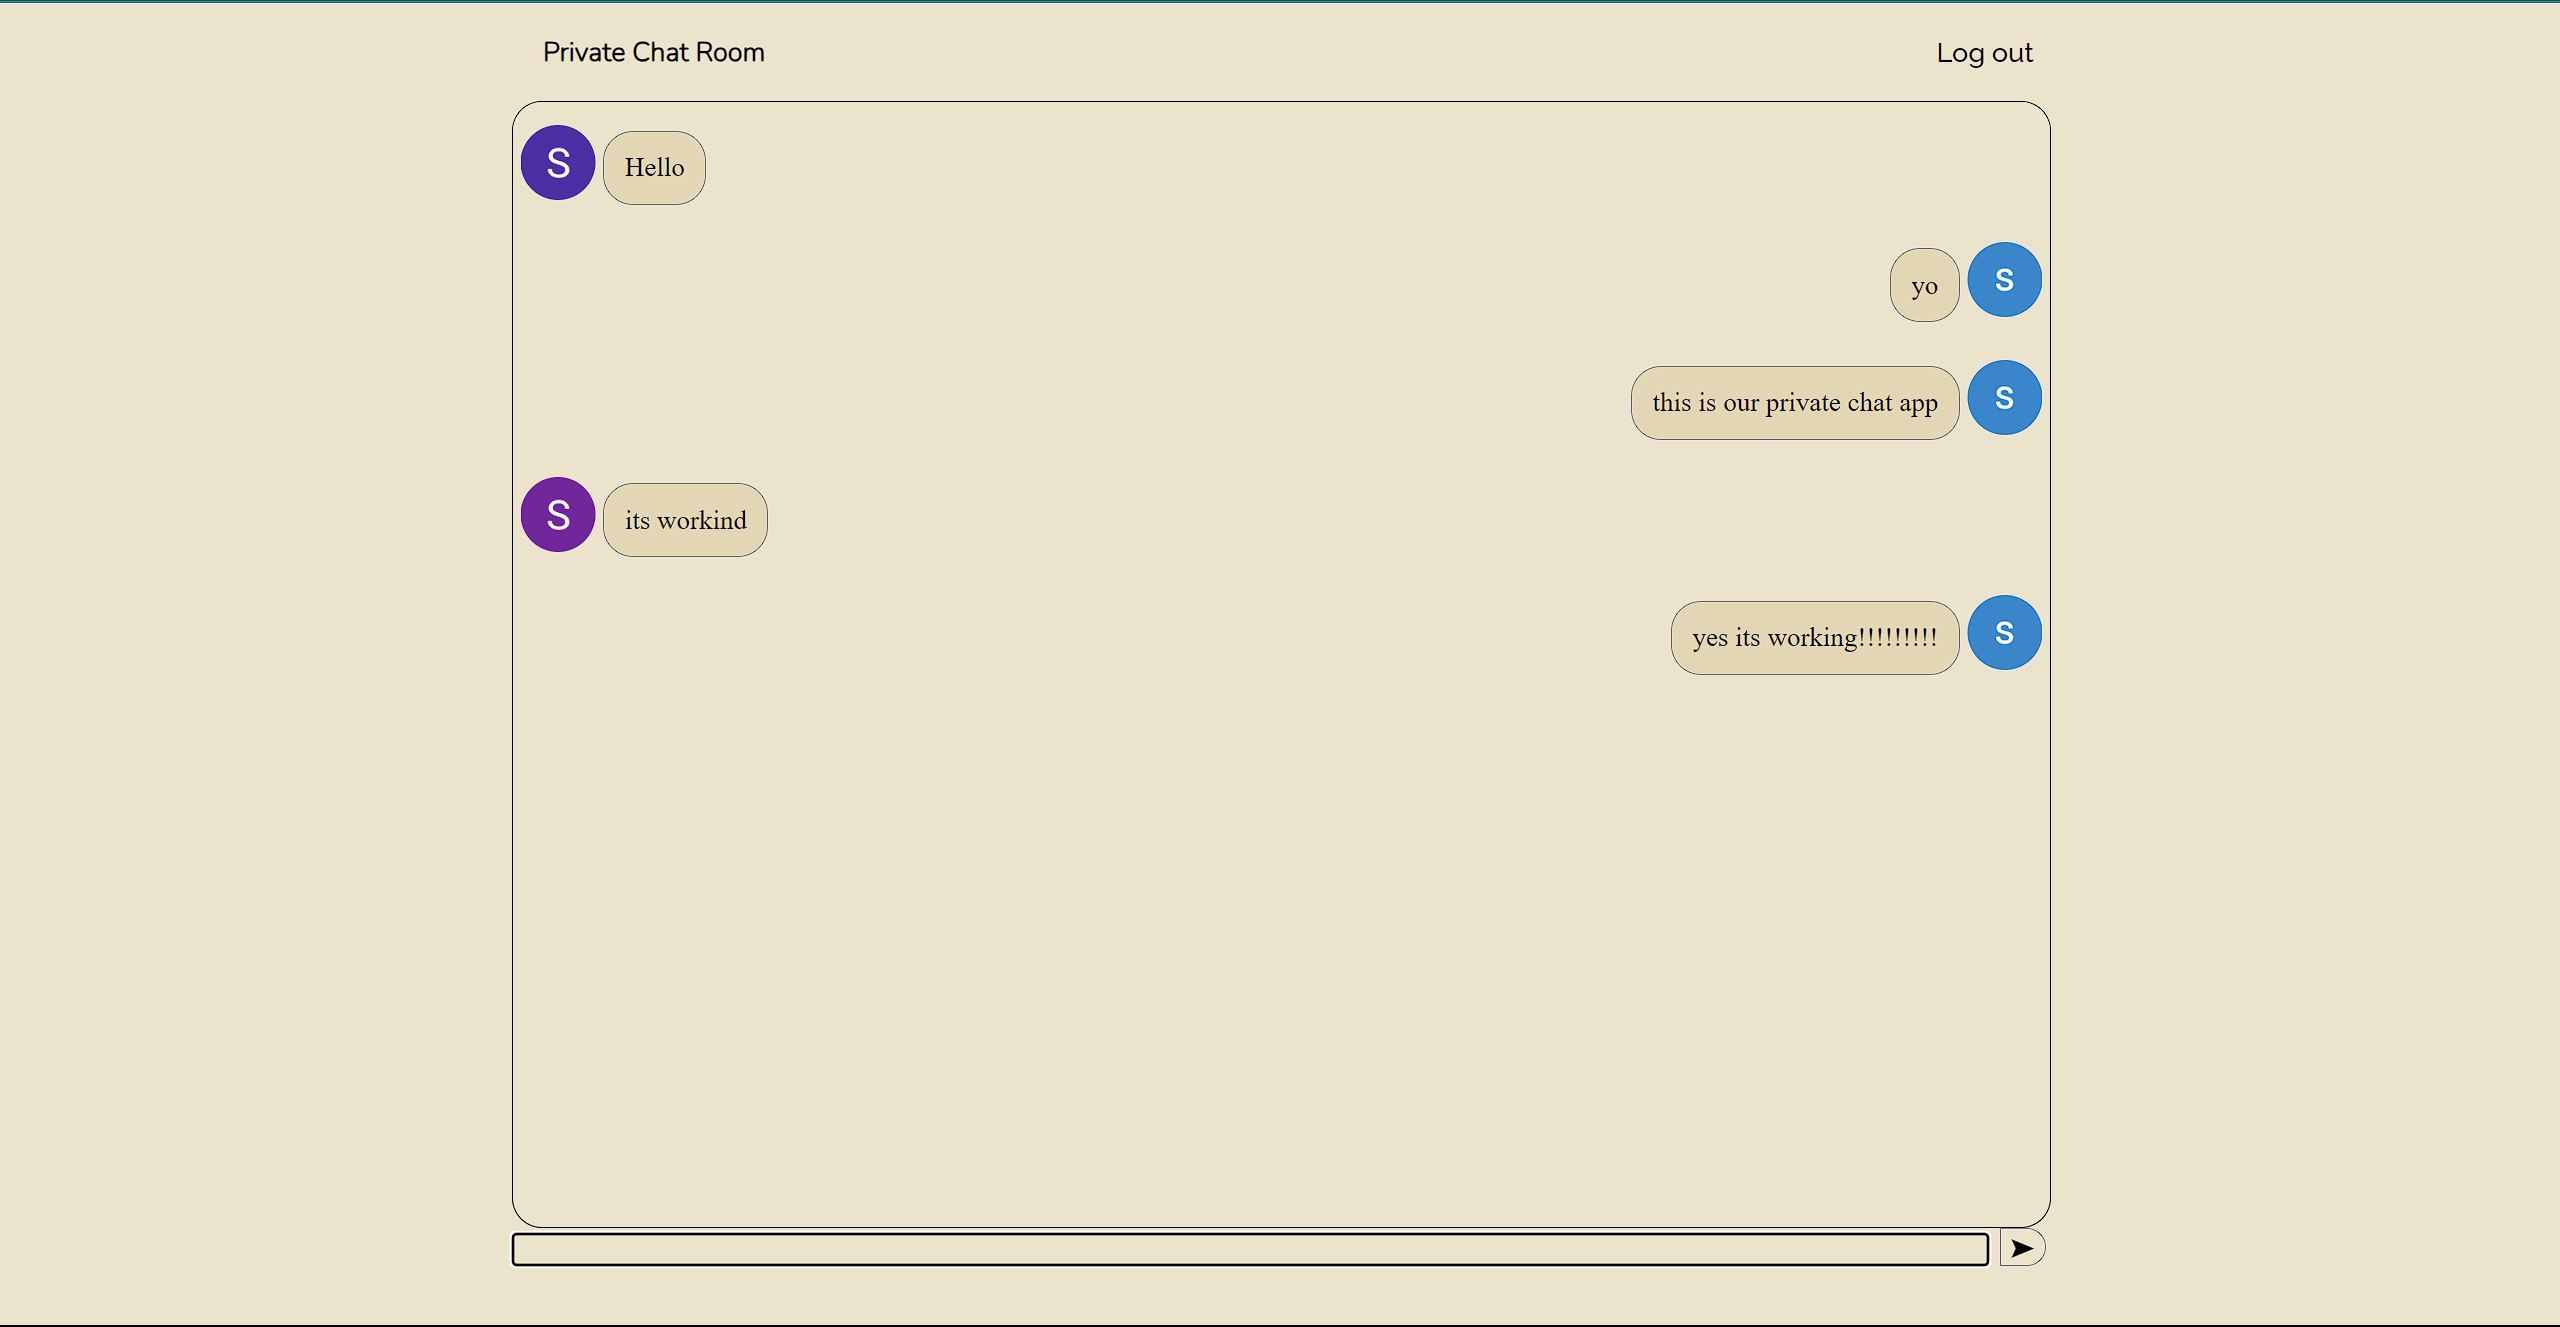 Private Chat Room Log out
S Hello
yo S
this is our private chat app S
S its workind
yes its working!!!!!!!!! S